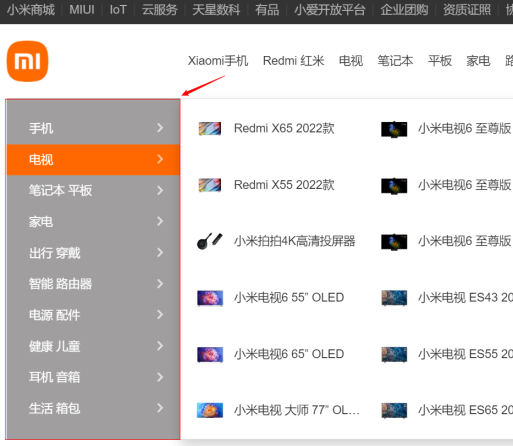 小米商城 MIUI IoT 云服务 天星数科 有品 小爱开放平台 企业团购 资质证照
mi
Xiaomi手机 Redmi 红米 电视 笔记本 平板 家电
手机
电视
笔记本 平板
家电
出行 穿戴
智能 路由器
电源 配件
健康 儿童
耳机 音箱
生活 箱包
Redmi X65 2022款 小米电视6 至尊版
Redmi X55 2022款 小米电视6 至尊版
小米拍拍4K高清投屏器 小米电视6 至尊版
小米电视6 55” OLED 小米电视 ES43 20
小米电视6 65” OLED 小米电视 ES55 20
小米电视 大师 77” OL... 小米电视 ES65 20